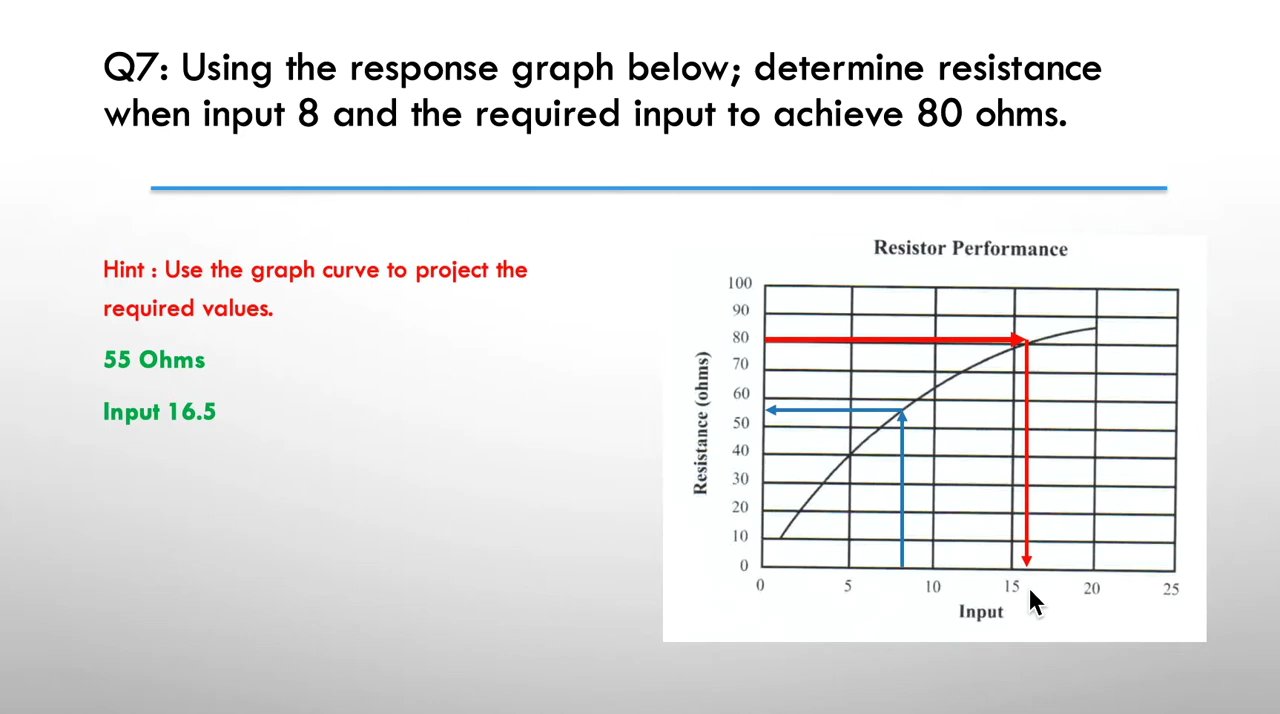 Q7: Using the response graph below; determine resistance
when input 8 and the required input to achieve 80 ohms.
Hint : Use the graph curve to project the
required values.
55 Ohms
Input 16.5
Resistor Performance
100
90
80
70
60
50
40
30
20
10
0
Resistance (ohms)
0 5 10 15 20 25
Input